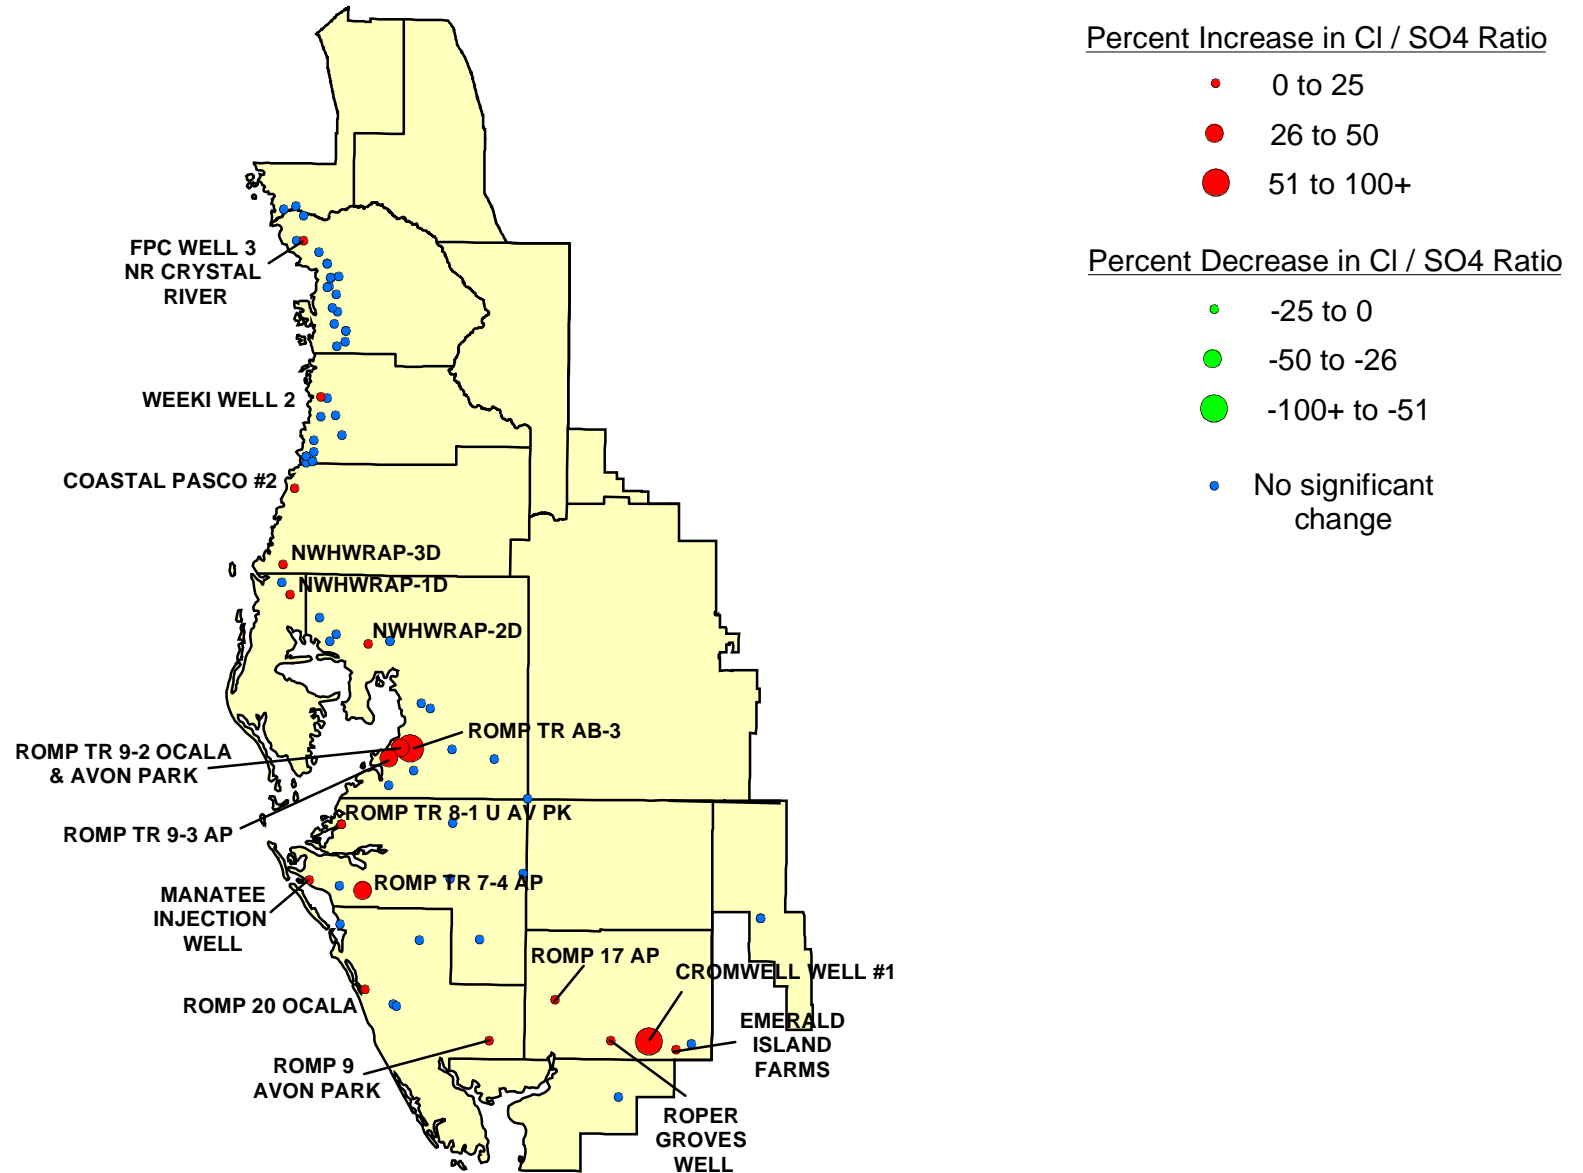 Percent Increase in Cl / SO4 Ratio
0 to 25
26 to 50
51 to 100+
Percent Decrease in Cl / SO4 Ratio
-25 to 0
-50 to -26
-100+ to -51
No significant
change
FPC WELL 3
NR CRYSTAL
RIVER
WEEKI WELL 2
COASTAL PASCO #2
NWHWRAP-3D
NWHWRAP-1D
NWHWRAP-2D
ROMP TR AB-3
ROMP TR 9-2 OCALA
& AVON PARK
ROMP TR 9-3 AP
ROMP TR 8-1 U AV PK
ROMP TR 7-4 AP
MANATEE
INJECTION
WELL
ROMP 17 AP
CROMWELL WELL #1
ROMP 20 OCALA
EMERALD
ISLAND
FARMS
ROMP 9
AVON PARK
ROPER
GROVES
WELL